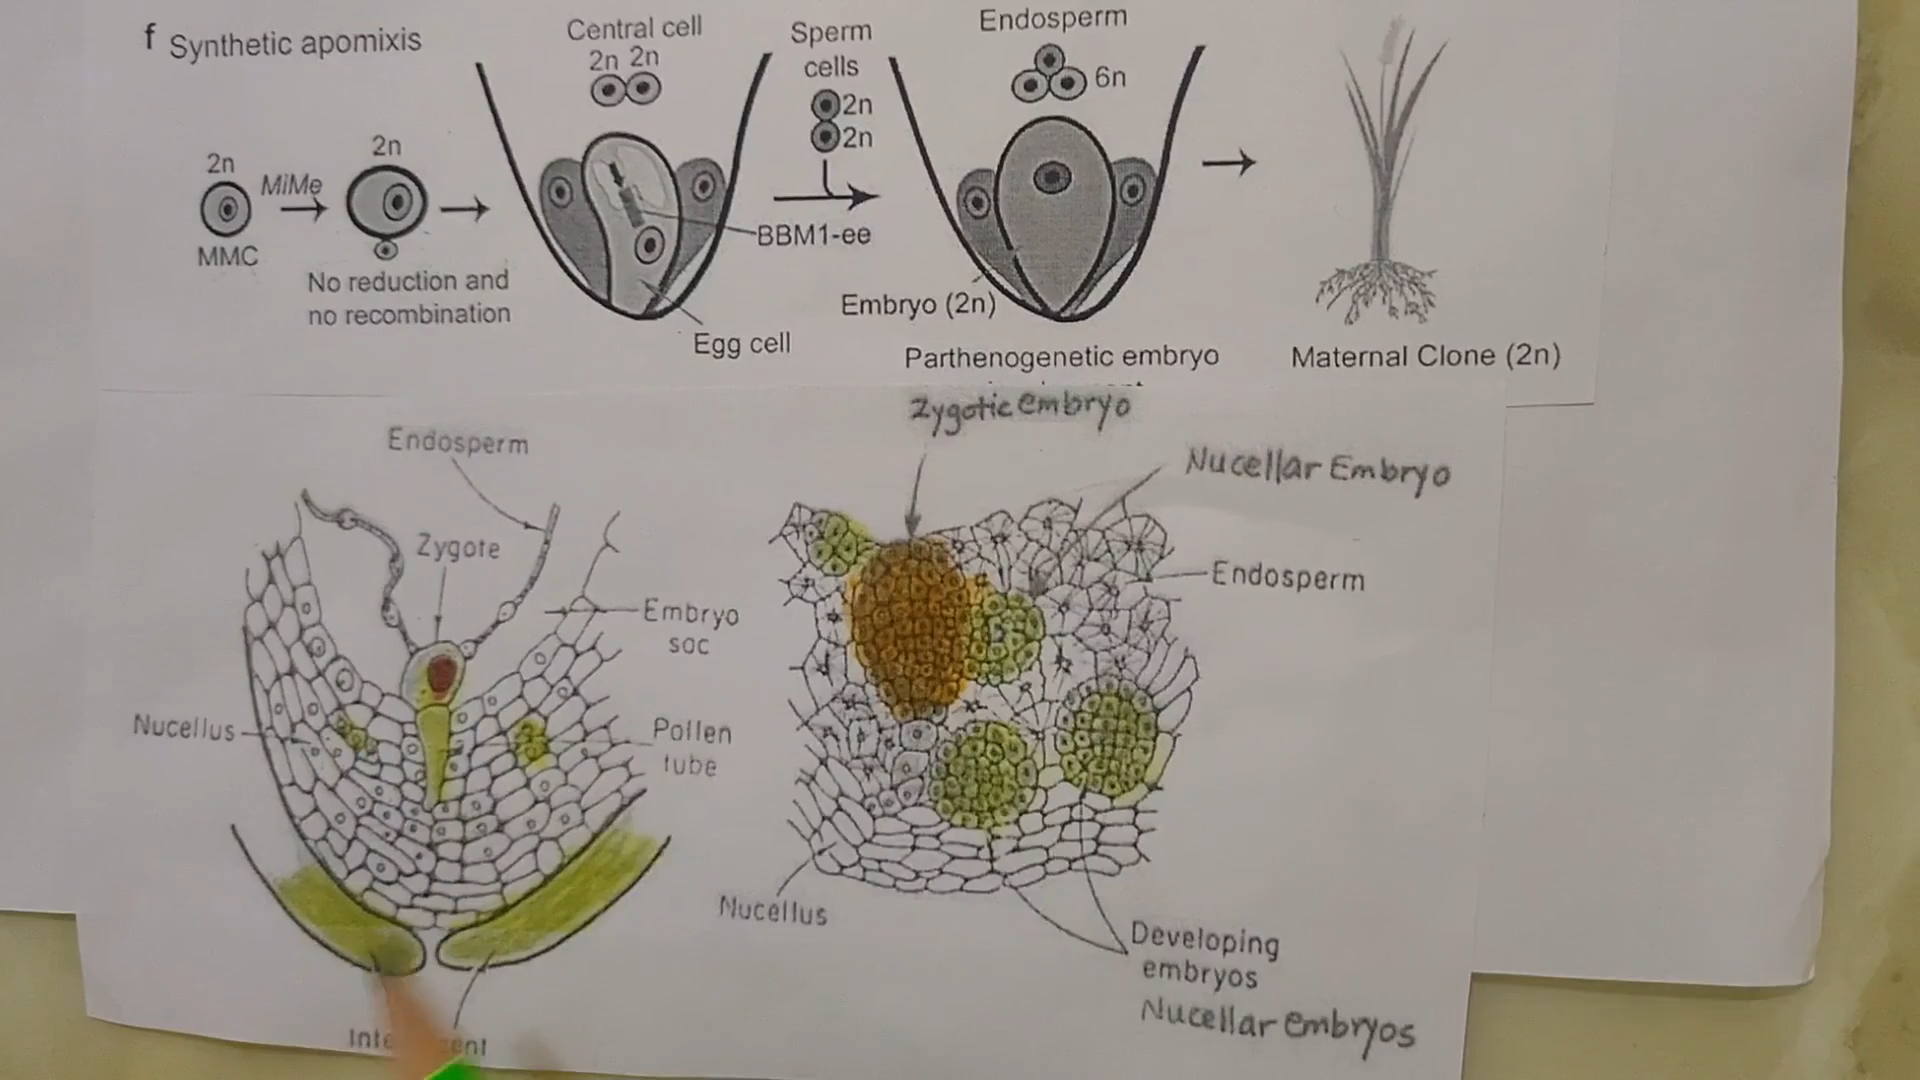 f Synthetic apomixis
Central cell
2n 2n
Sperm
cells
2n
2n
Endosperm
6n
2n
MiMe
2n
MMC
No reduction and
no recombination
BBM1-ee
Egg cell
Embryo (2n)
Parthenogenetic embryo
Maternal Clone (2n)
Zygotic embryo
Endosperm
Zygote
Embryo
sac
Nucellus
Pollen
tube
Nucellar Embryo
Endosperm
Nucellus
Developing
embryos
Nucellar embryos